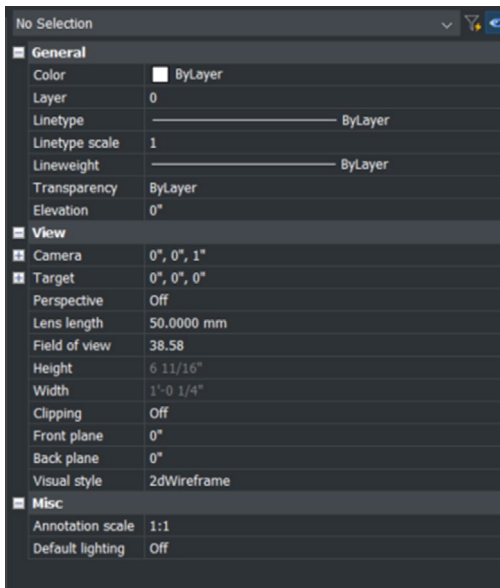 No Selection
General
Color ByLayer
Layer 0
Linetype ByLayer
Linetype scale 1
Lineweight ByLayer
Transparency ByLayer
Elevation 0"
View
Camera 0", 0", 1"
Target 0", 0", 0"
Perspective Off
Lens length 50.0000 mm
Field of view 38.58
Height 6 11/16"
Width 1'-0 1/4"
Clipping Off
Front plane 0"
Back plane 0"
Visual style 2dWireframe
Misc
Annotation scale 1:1
Default lighting Off